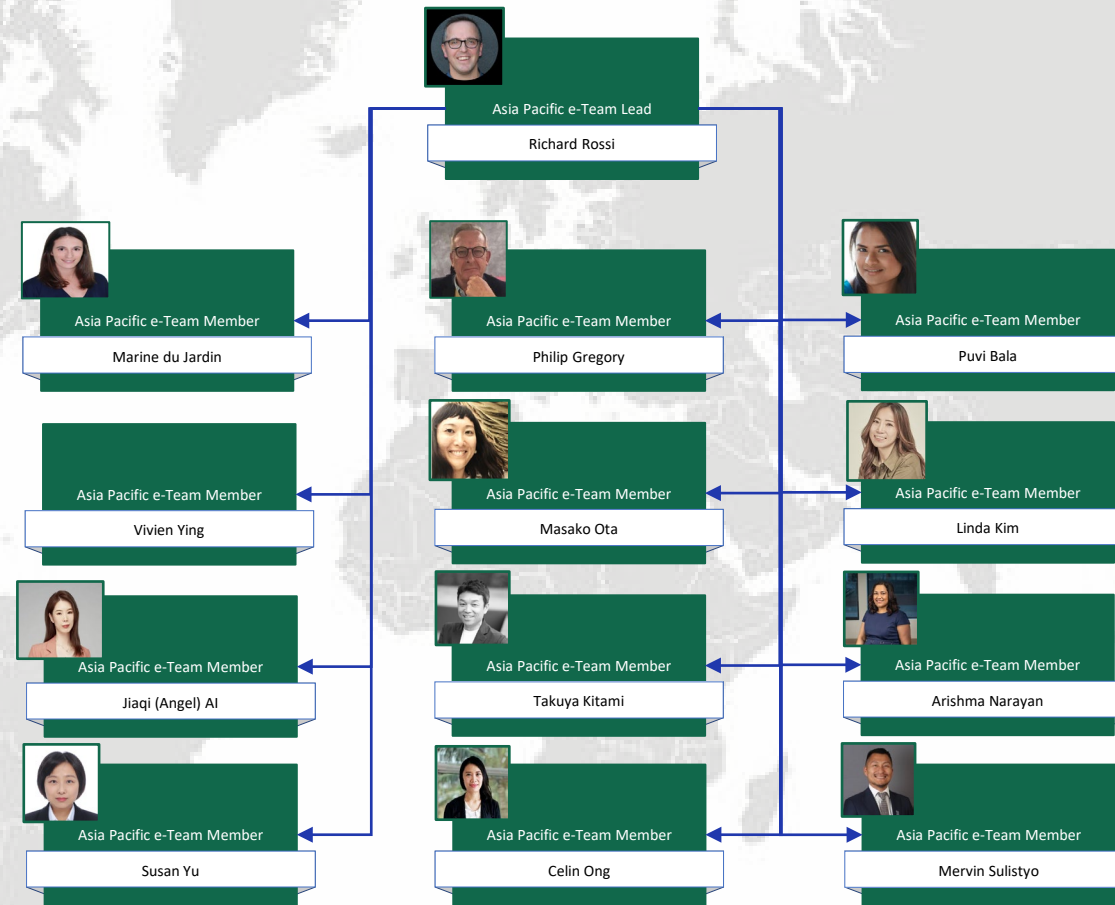 Asia Pacific e-Team Lead
Richard Rossi
Asia Pacific e-Team Member
Marine du Jardin
Asia Pacific e-Team Member
Philip Gregory
Asia Pacific e-Team Member
Puvi Bala
Asia Pacific e-Team Member
Vivien Ying
Asia Pacific e-Team Member
Masako Ota
Asia Pacific e-Team Member
Linda Kim
Asia Pacific e-Team Member
Jiaqi (Angel) AI
Asia Pacific e-Team Member
Takuya Kitami
Asia Pacific e-Team Member
Arishma Narayan
Asia Pacific e-Team Member
Susan Yu
Asia Pacific e-Team Member
Celin Ong
Asia Pacific e-Team Member
Mervin Sulistyo